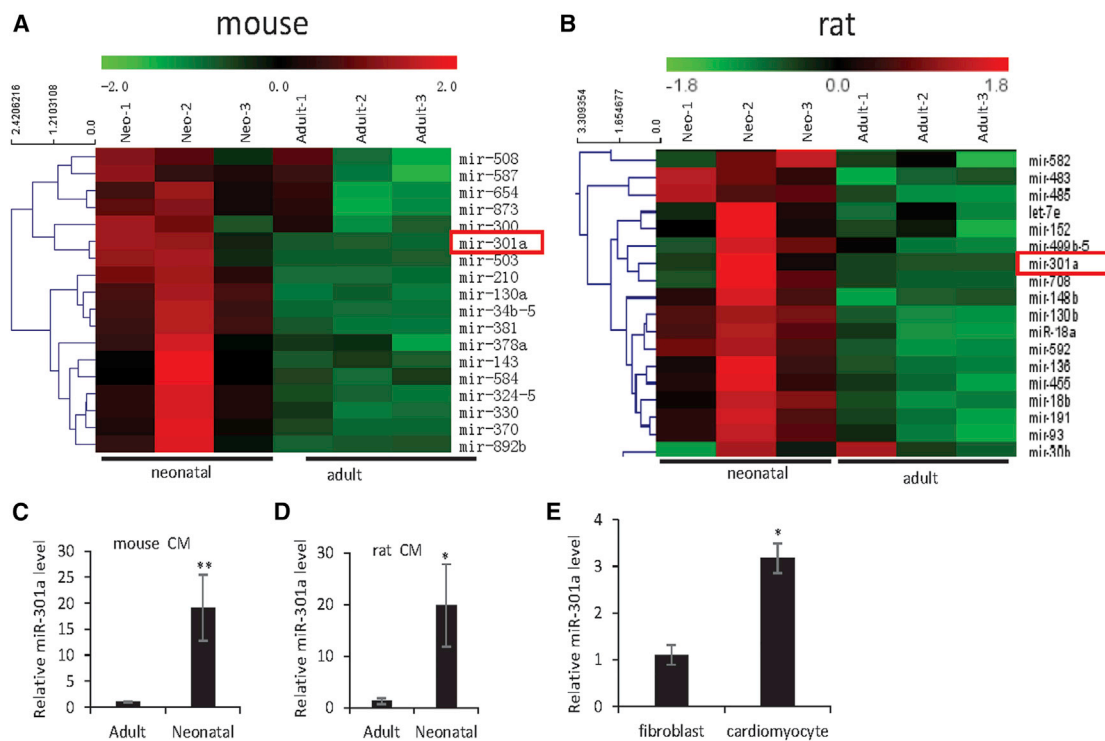 A
mouse
-2.0 0.0 2.0
2.4206216
1.2103108
0.0
Neo-1
Neo-2
Neo-3
Adult-1
Adult-2
Adult-3
mir-508
mir-587
mir-654
mir-873
mir-300
mir-301a
mir-503
mir-210
mir-130a
mir-34b-5
mir-381
mir-378a
mir-143
mir-584
mir-324-5
mir-330
mir-370
mir-892b
neonatal adult
B
rat
-1.8 0.0 1.8
3.309354
1.654677
0.0
Neo-1
Neo-2
Neo-3
Adult-1
Adult-2
Adult-3
mir-582
mir-483
mir-485
let-7e
mir-152
mir-499b-5
mir-301a
mir-708
mir-148b
mir-130b
miR-18a
mir-592
mir-136
mir-455
mir-18b
mir-191
mir-93
mir-30b
neonatal adult
C
mouse CM
Relative miR-301a level
30
25
20
15
10
5
0
**
Adult Neonatal
D
rat CM
Relative miR-301a level
30
25
20
15
10
5
0
*
Adult Neonatal
E
Relative miR-301a level
4
3
2
1
0
*
fibroblast cardiomyocyte